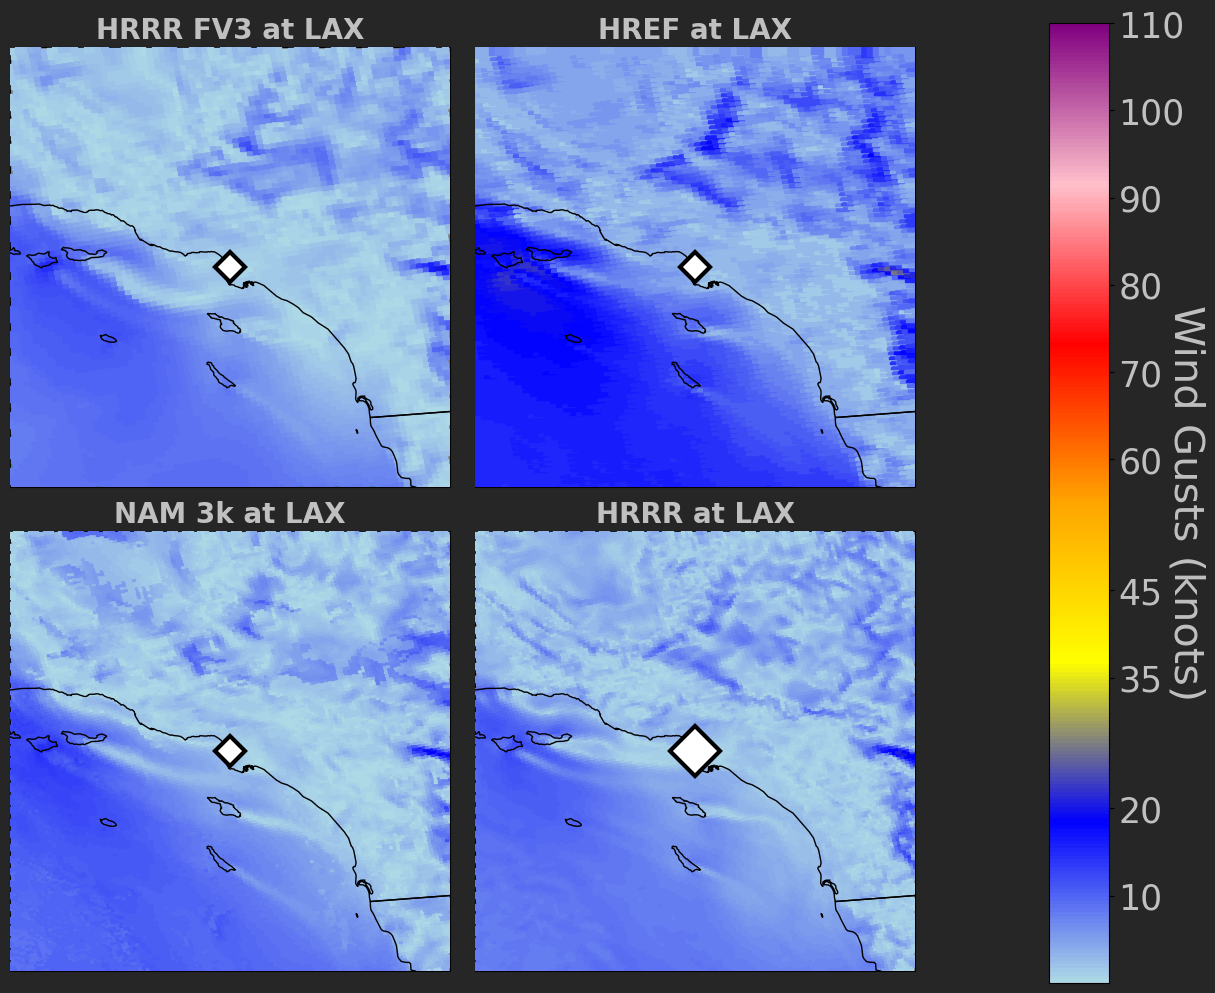 HRRR FV3 at LAX
HREF at LAX
NAM 3k at LAX
HRRR at LAX
110
100
90
80
70
60
45
35
20
10
Wind Gusts (knots)